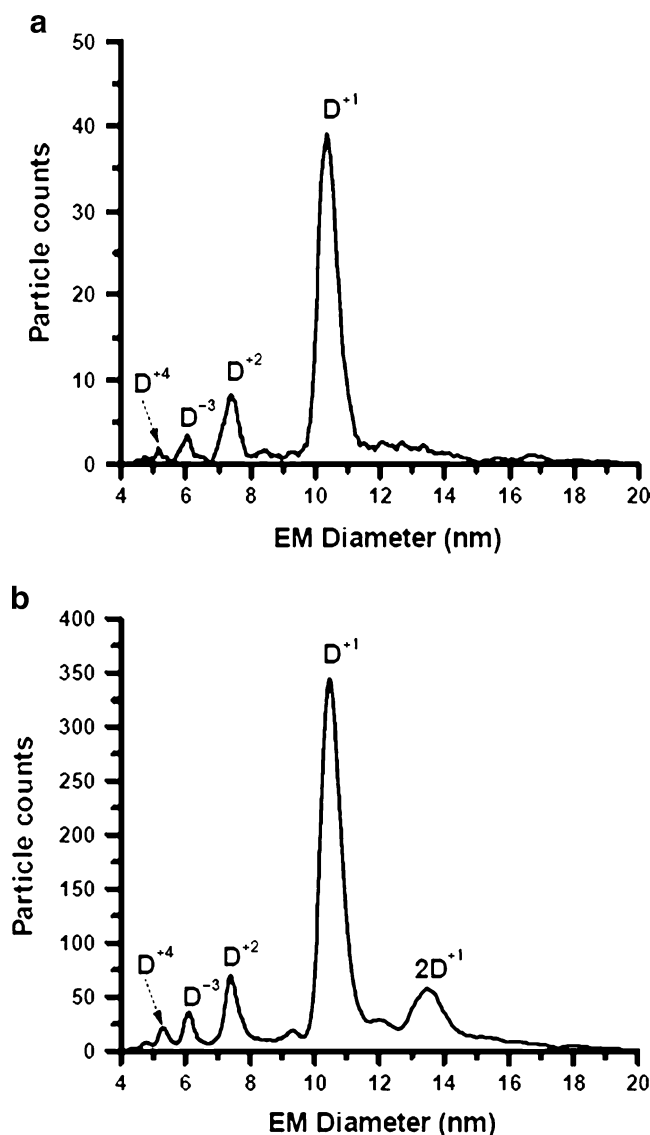 a
50
40
30
20
10
0
Particle counts
D+1
D+2
D−3
D+4
4 6 8 10 12 14 16 18 20
EM Diameter (nm)
b
400
350
300
250
200
150
100
50
0
Particle counts
D+1
2D+1
D+2
D−3
D+4
4 6 8 10 12 14 16 18 20
EM Diameter (nm)